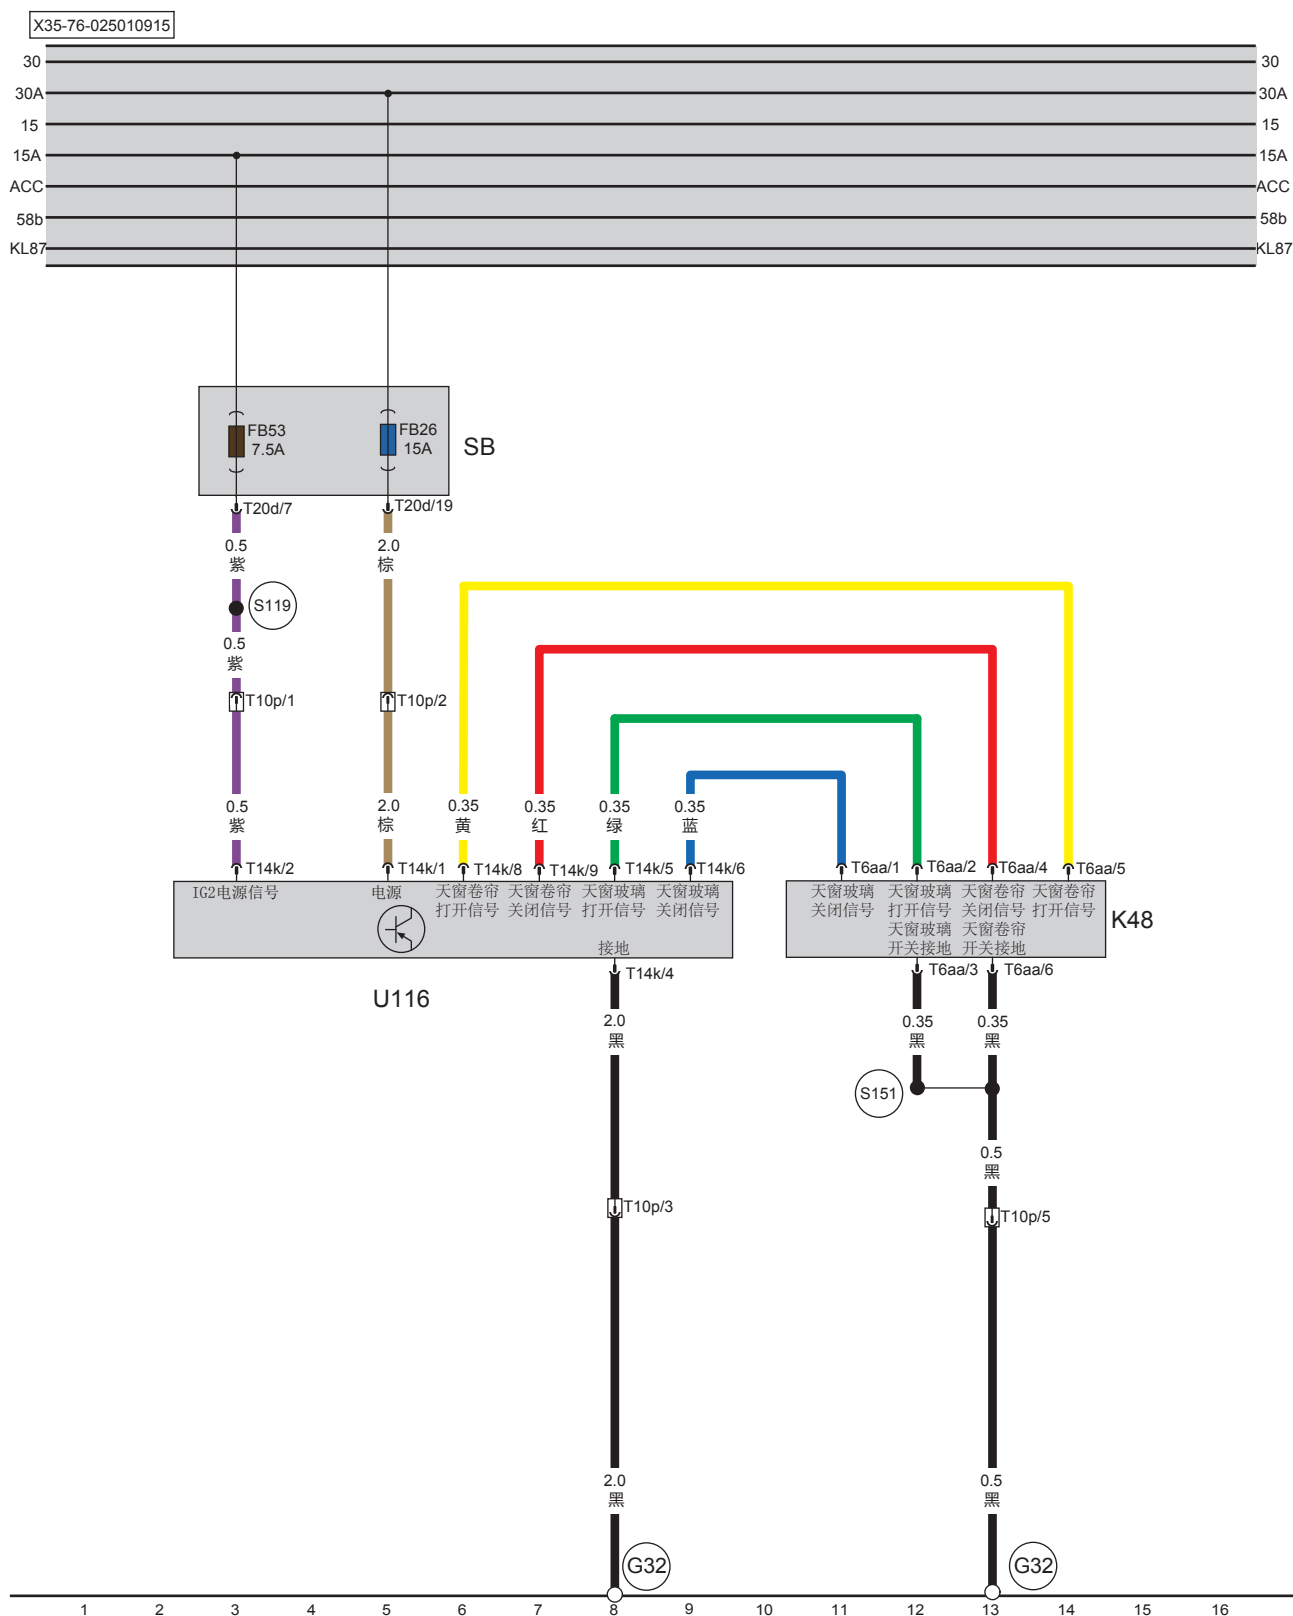 X35-76-025010915
30 30
30A 30A
15 15
15A 15A
ACC ACC
58b 58b
KL87 KL87
FB53
7.5A
FB26
15A
SB
T20d/7
T20d/19
0.5
紫
2.0
棕
S119
0.5
紫
T10p/1
T10p/2
0.5
紫
2.0
棕
0.35
黄
0.35
红
0.35
绿
0.35
蓝
T14k/2
T14k/1
T14k/8
T14k/9
T14k/5
T14k/6
T6aa/1
T6aa/2
T6aa/4
T6aa/5
IG2电源信号
电源
天窗卷帘
打开信号
天窗卷帘
关闭信号
天窗玻璃
打开信号
天窗玻璃
关闭信号
接地
天窗玻璃
关闭信号
天窗玻璃
打开信号
天窗玻璃
开关接地
天窗卷帘
关闭信号
天窗卷帘
开关接地
天窗卷帘
打开信号
K48
T14k/4
T6aa/3
T6aa/6
U116
2.0
黑
0.35
黑
0.35
黑
S151
0.5
黑
T10p/3
T10p/5
2.0
黑
0.5
黑
G32
G32
1 2 3 4 5 6 7 8 9 10 11 12 13 14 15 16